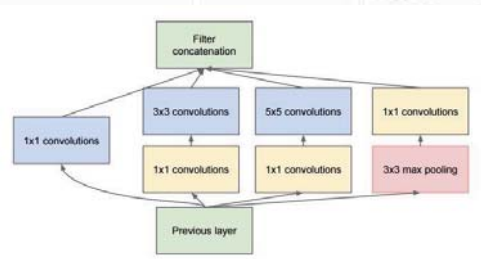 Filter
concatenation
3x3 convolutions
5x5 convolutions
1x1 convolutions
1x1 convolutions
1x1 convolutions
1x1 convolutions
3x3 max pooling
Previous layer